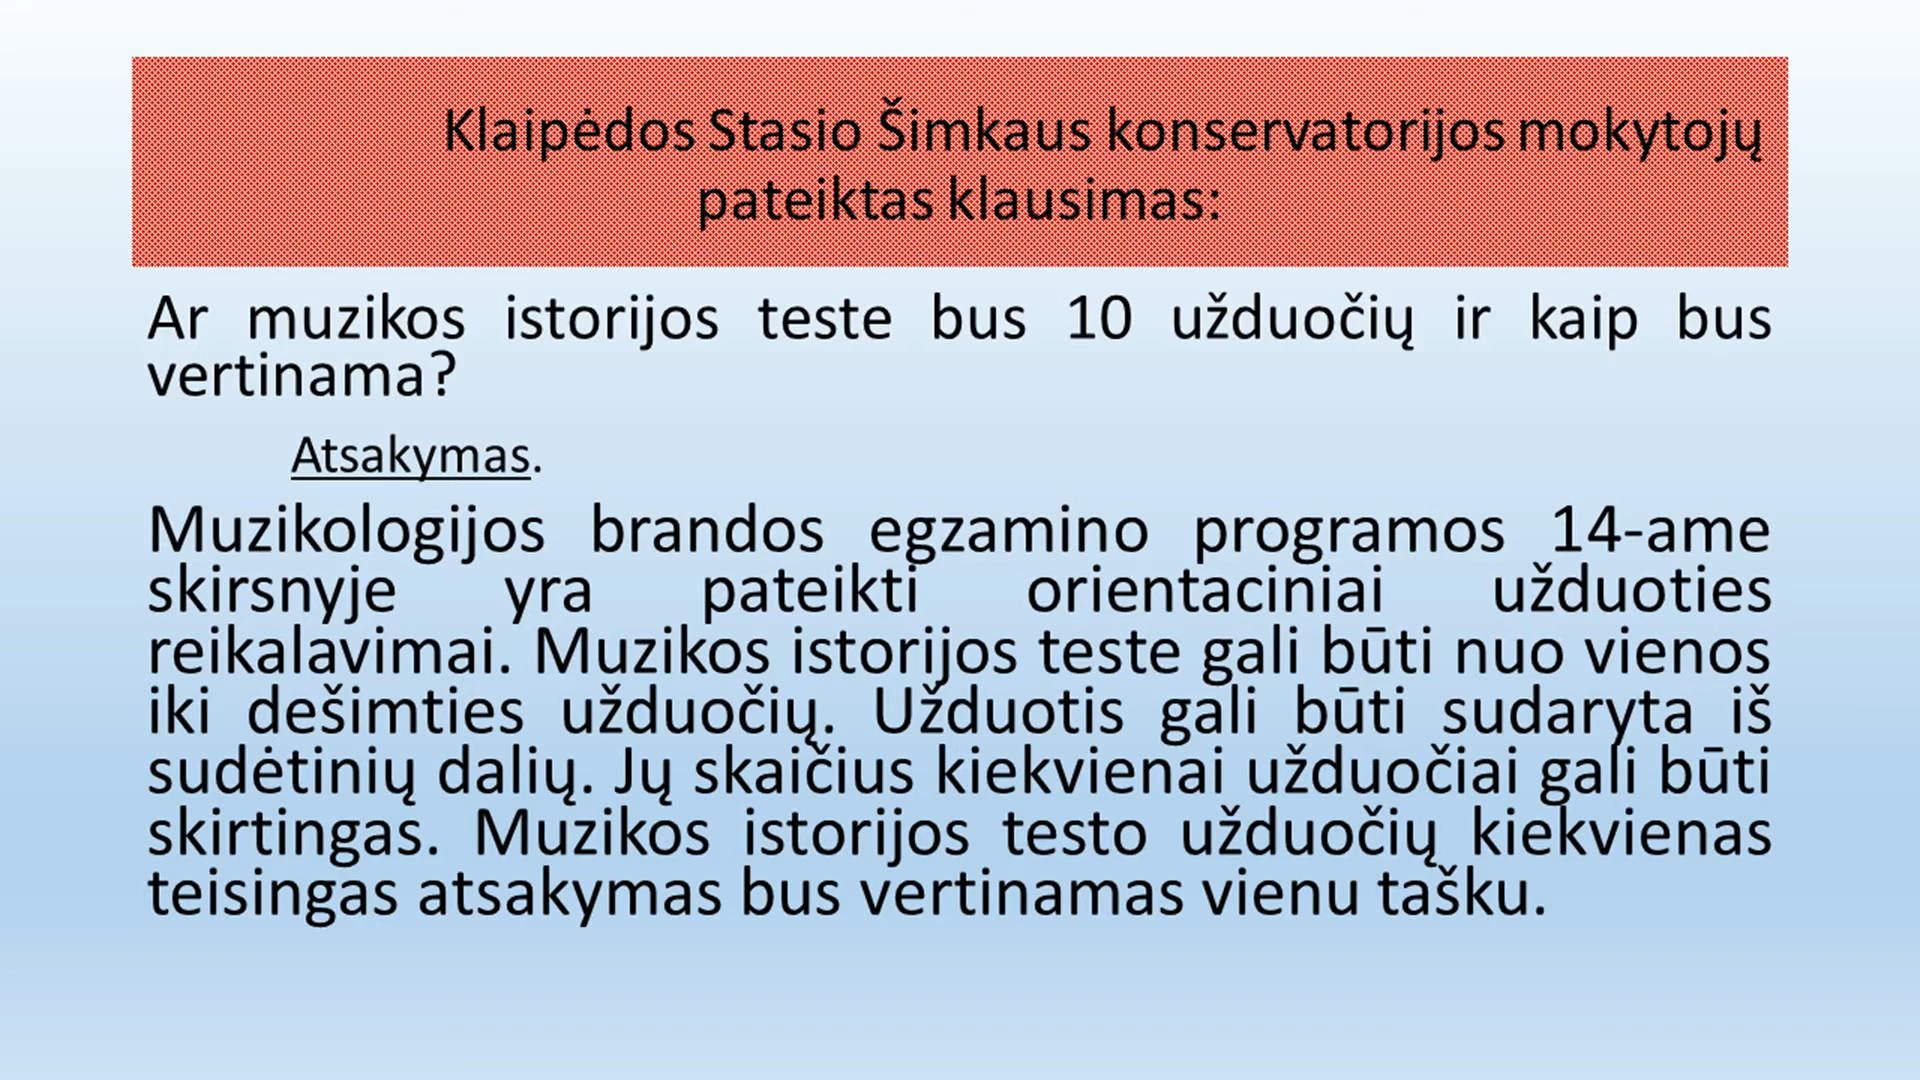 Klaipėdos Stasio Šimkaus konservatorijos mokytojų
pateiktas klausimas:
Ar muzikos istorijos teste bus 10 užduočių ir kaip bus
vertinama?
Atsakymas.
Muzikologijos brandos egzamino programos 14-ame
skirsnyje yra pateikti orientaciniai užduoties
reikalavimai. Muzikos istorijos teste gali būti nuo vienos
iki dešimties užduočių. Užduotis gali būti sudaryta iš
sudėtinių dalių. Jų skaičius kiekvienai užduočiai gali būti
skirtingas. Muzikos istorijos testo užduočių kiekvienas
teisingas atsakymas bus vertinamas vienu tašku.